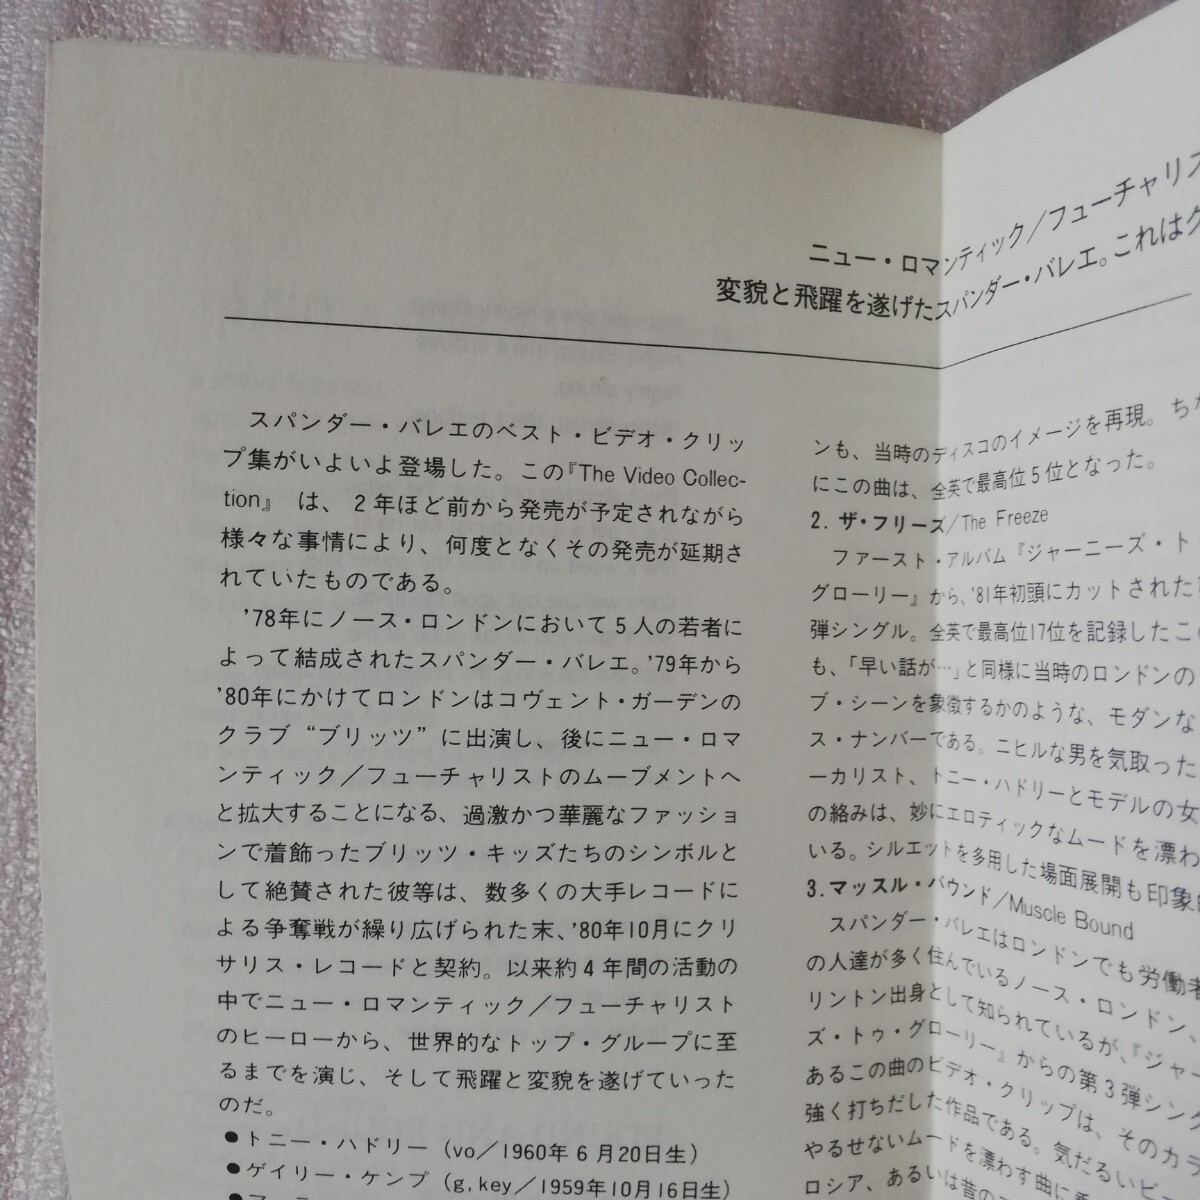 ニュー・ロマンティック／フューチャリス
変貌と飛躍を遂げたスパンダー・バレエ。これはク
スパンダー・バレエのベスト・ビデオ・クリッ
プ集がいよいよ登場した。この『The Video Collec-
tion』 は、2年ほど前から発売が予定されながら
様々な事情により、何度となくその発売が延期さ
れていたものである。
'78年にノース・ロンドンにおいて5人の若者に
よって結成されたスパンダー・バレエ。'79年から
'80年にかけてロンドンはコヴェント・ガーデンの
クラブ“ブリッツ”に出演し、後にニュー・ロマ
ンティック／フューチャリストのムーブメントへ
と拡大することになる、過激かつ華麗なファッショ
ンで着飾ったブリッツ・キッズたちのシンボルと
して絶賛された彼等は、数多くの大手レコードに
よる争奪戦が繰り広げられた末、'80年10月にクリ
サリス・レコードと契約。以来約4年間の活動の
中でニュー・ロマンティック／フューチャリスト
のヒーローから、世界的なトップ・グループに至
るまでを演じ、そして飛躍と変貌を遂げていった
のだ。
●トニー・ハドリー（vo／1960年6月20日生）
●ゲイリー・ケンプ（g, key／1959年10月16日生）
ンも、当時のディスコのイメージを再現。ちな
にこの曲は、全英で最高位5位となった。
2. ザ・フリーズ/The Freeze
ファースト・アルバム『ジャーニーズ・ト
グローリー』から、'81年初頭にカットされた
弾シングル。全英で最高位17位を記録したこの
も、「早い話が…」と同様に当時のロンドンの
ブ・シーンを象徴するかのような、モダンな
ス・ナンバーである。ニヒルな男を気取った
ーカリスト、トニー・ハドリーとモデルの女
の絡みは、妙にエロティックなムードを漂わ
いる。シルエットを多用した場面展開も印象的
3. マッスル・バウンド／Muscle Bound
スパンダー・バレエはロンドンでも労働者
の人達が多く住んでいるノース・ロンドン、
リントン出身として知られているが、『ジャー
ズ・トゥ・グローリー』からの第3弾シング
あるこの曲のビデオ・クリップは、そのカラ
強く打ちだした作品である。気だるいビー
やるせないムードを漂わす曲に
ロシア、あるいは昔の